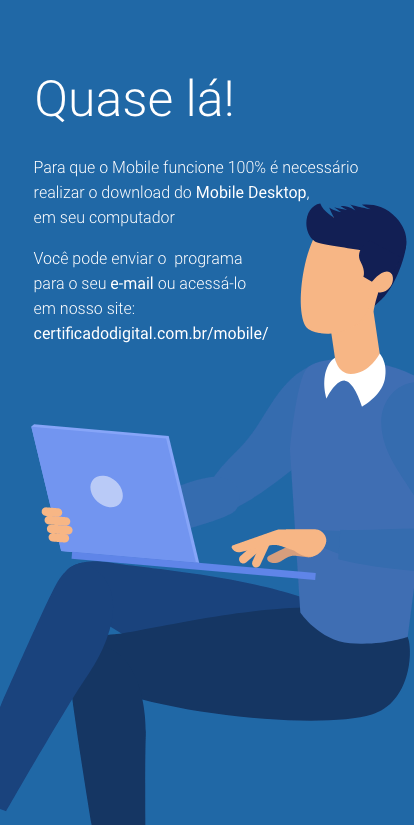 Quase lá!
Para que o Mobile funcione 100% é necessário
realizar o download do Mobile Desktop,
em seu computador
Você pode enviar o programa
para o seu e-mail ou acessá-lo
em nosso site:
certificadodigital.com.br/mobile/